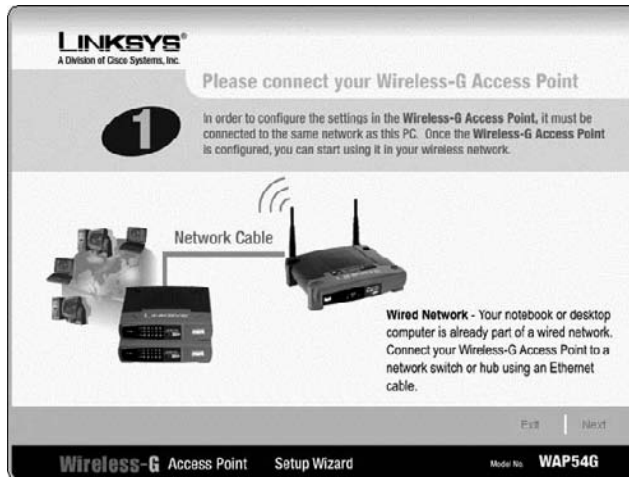 LINKSYS®
A Division of Cisco Systems, Inc.
Please connect your Wireless-G Access Point
1
In order to configure the settings in the Wireless-G Access Point, it must be
connected to the same network as this PC. Once the Wireless-G Access Point
is configured, you can start using it in your wireless network.
Network Cable
Wired Network - Your notebook or desktop
computer is already part of a wired network.
Connect your Wireless-G Access Point to a
network switch or hub using an Ethernet
cable.
Exit
Next
Wireless-G Access Point Setup Wizard Model No. WAP54G